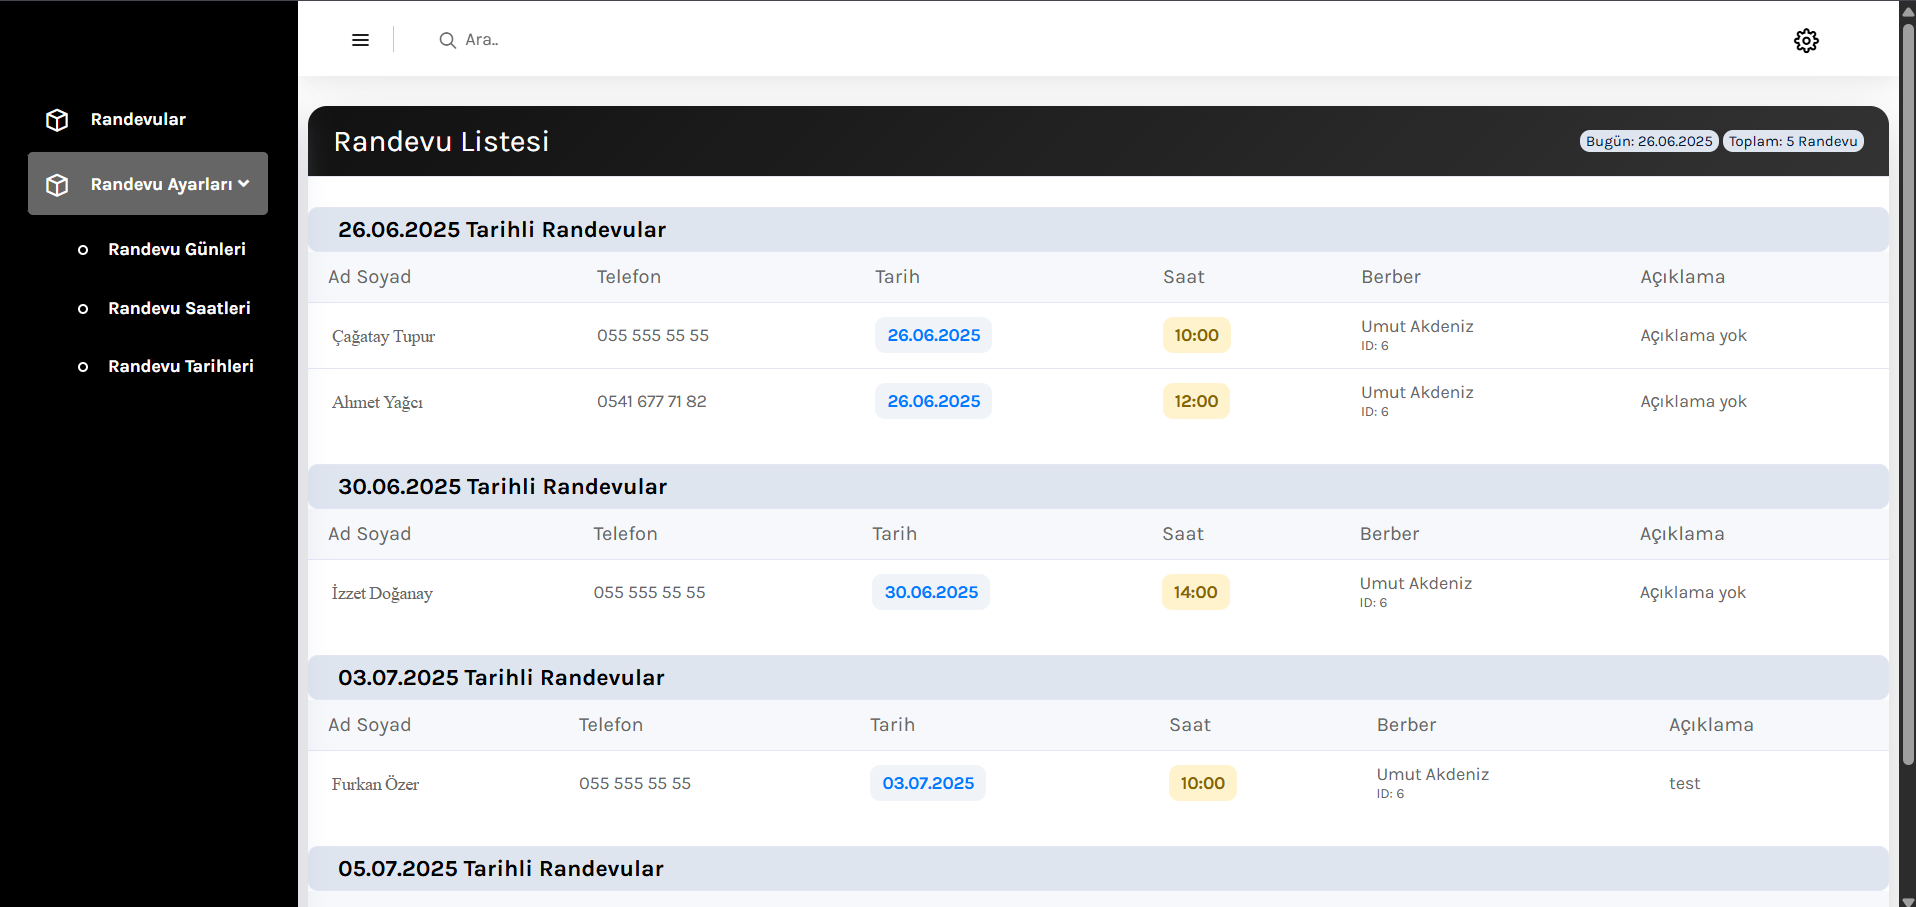 Ara..
Randevular
Randevu Ayarları
Randevu Günleri
Randevu Saatleri
Randevu Tarihleri
Randevu Listesi
Bugün: 26.06.2025 Toplam: 5 Randevu
26.06.2025 Tarihli Randevular
Ad Soyad Telefon Tarih Saat Berber Açıklama
Çağatay Tupur 055 555 55 55 26.06.2025 10:00 Umut Akdeniz Açıklama yok
ID: 6
Ahmet Yağcı 0541 677 71 82 26.06.2025 12:00 Umut Akdeniz Açıklama yok
ID: 6
30.06.2025 Tarihli Randevular
Ad Soyad Telefon Tarih Saat Berber Açıklama
İzzet Doğanay 055 555 55 55 30.06.2025 14:00 Umut Akdeniz Açıklama yok
ID: 6
03.07.2025 Tarihli Randevular
Ad Soyad Telefon Tarih Saat Berber Açıklama
Furkan Özer 055 555 55 55 03.07.2025 10:00 Umut Akdeniz test
ID: 6
05.07.2025 Tarihli Randevular